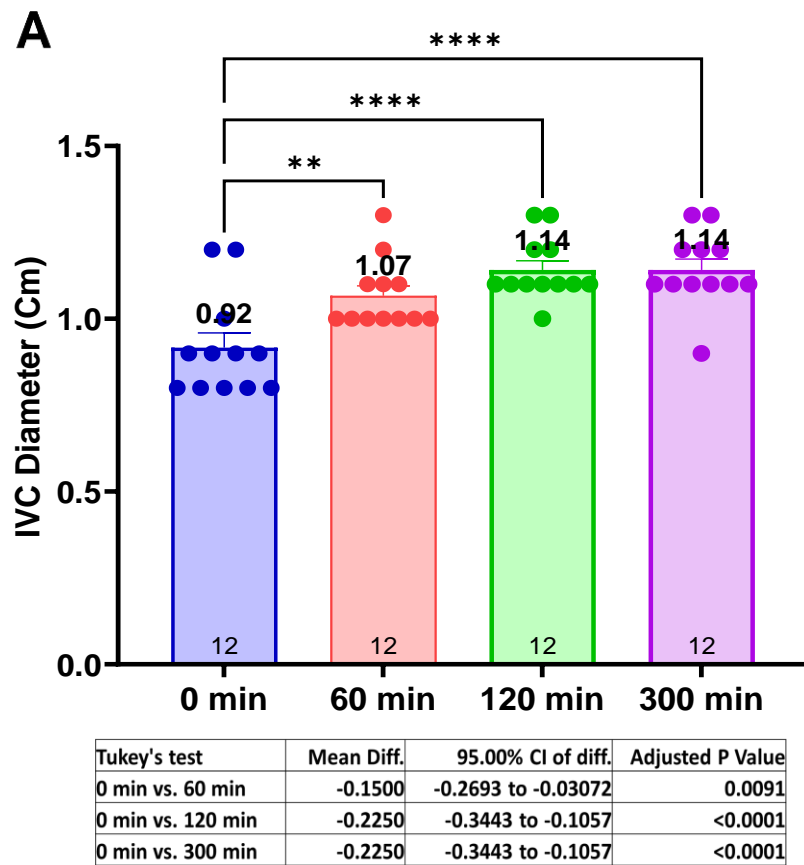 A
****
****
**
1.5
1.0
0.5
0.0
IVC Diameter (Cm)
0.92
1.07
1.14
1.14
12 12 12 12
0 min 60 min 120 min 300 min
Tukey's test Mean Diff. 95.00% CI of diff. Adjusted P Value
0 min vs. 60 min -0.1500 -0.2693 to -0.03072 0.0091
0 min vs. 120 min -0.2250 -0.3443 to -0.1057 <0.0001
0 min vs. 300 min -0.2250 -0.3443 to -0.1057 <0.0001